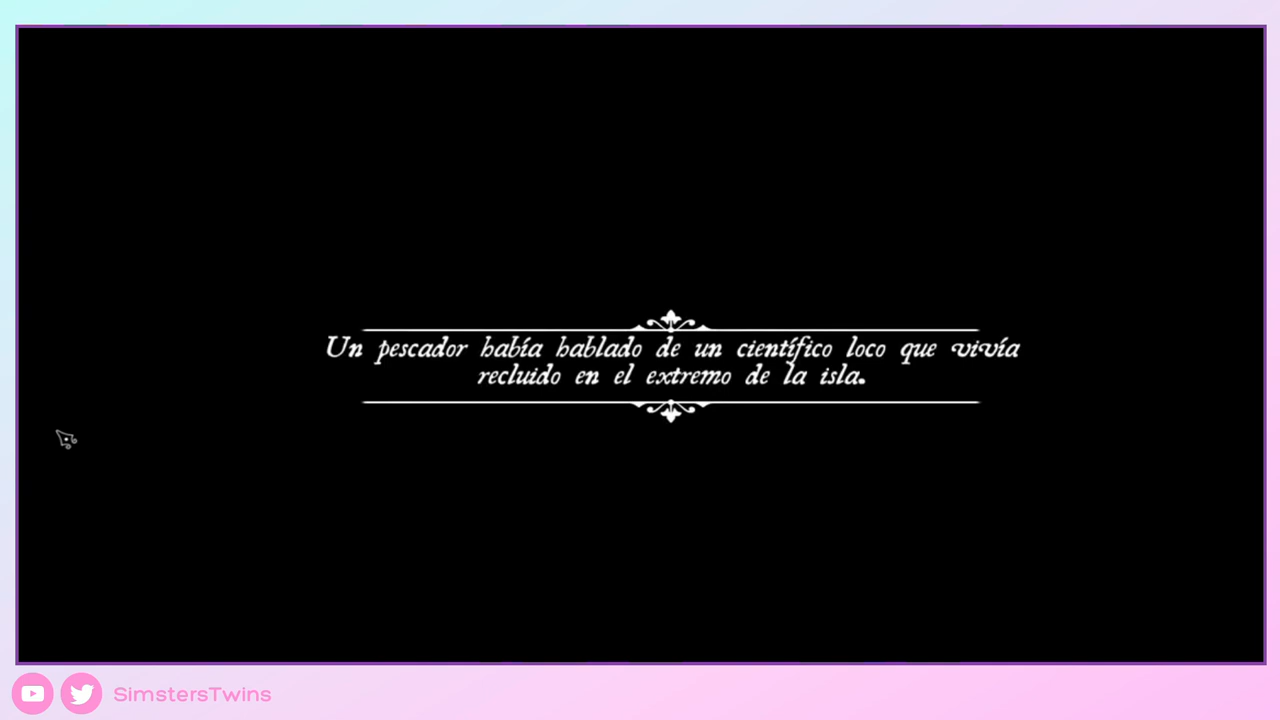 Un pescador había hablado de un científico loco que vivía
recluido en el extremo de la isla.
SimstersTwins